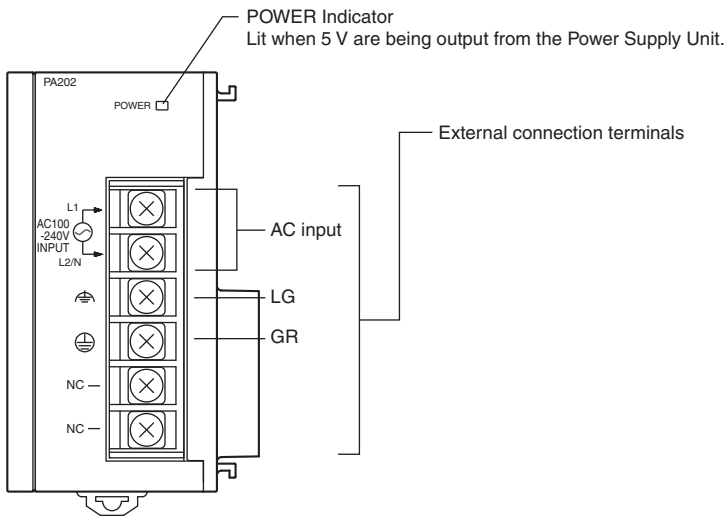 POWER Indicator
Lit when 5 V are being output from the Power Supply Unit.
PA202
POWER
External connection terminals
L1
AC100
-240V
INPUT
L2/N
AC input
LG
GR
NC
NC